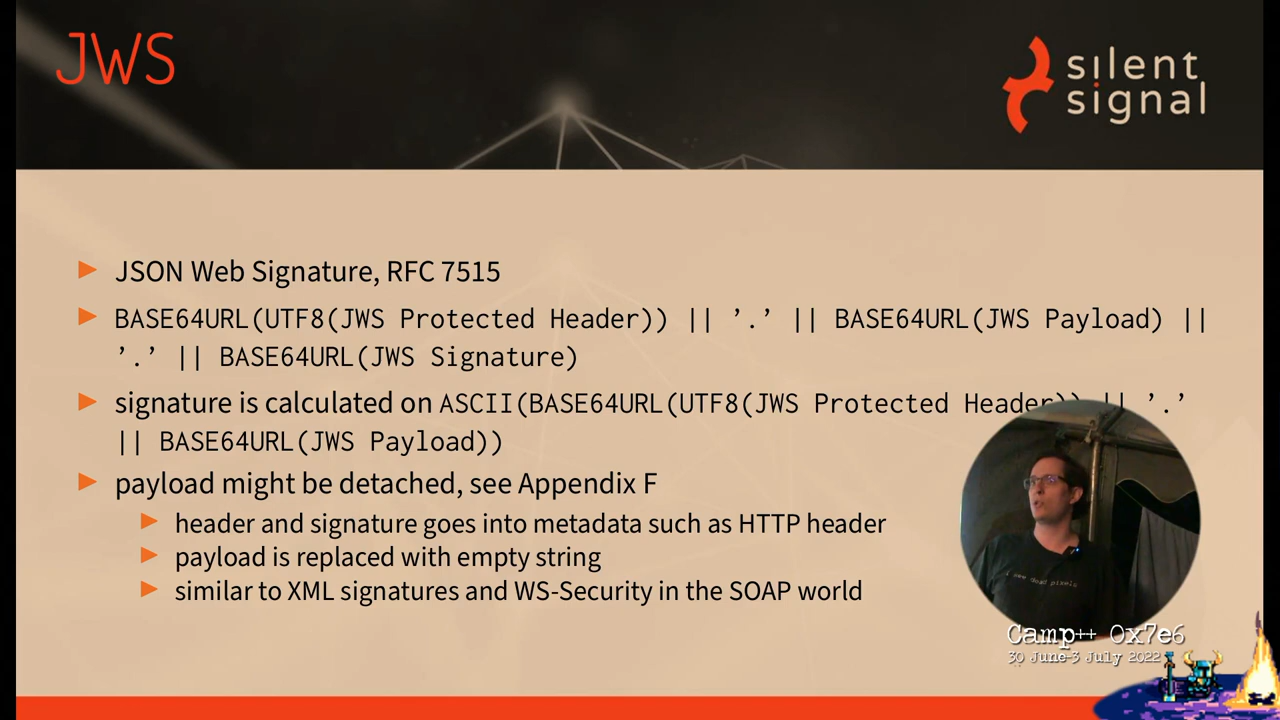 JWS
silent
signal
JSON Web Signature, RFC 7515
BASE64URL(UTF8(JWS Protected Header)) || ’.’ || BASE64URL(JWS Payload) ||
’.’ || BASE64URL(JWS Signature)
signature is calculated on ASCII(BASE64URL(UTF8(JWS Protected Header)) || ’.’
|| BASE64URL(JWS Payload))
payload might be detached, see Appendix F
header and signature goes into metadata such as HTTP header
payload is replaced with empty string
similar to XML signatures and WS-Security in the SOAP world
i see dead pixels
Camp++ 0x7e6
30 June-3 July 2022